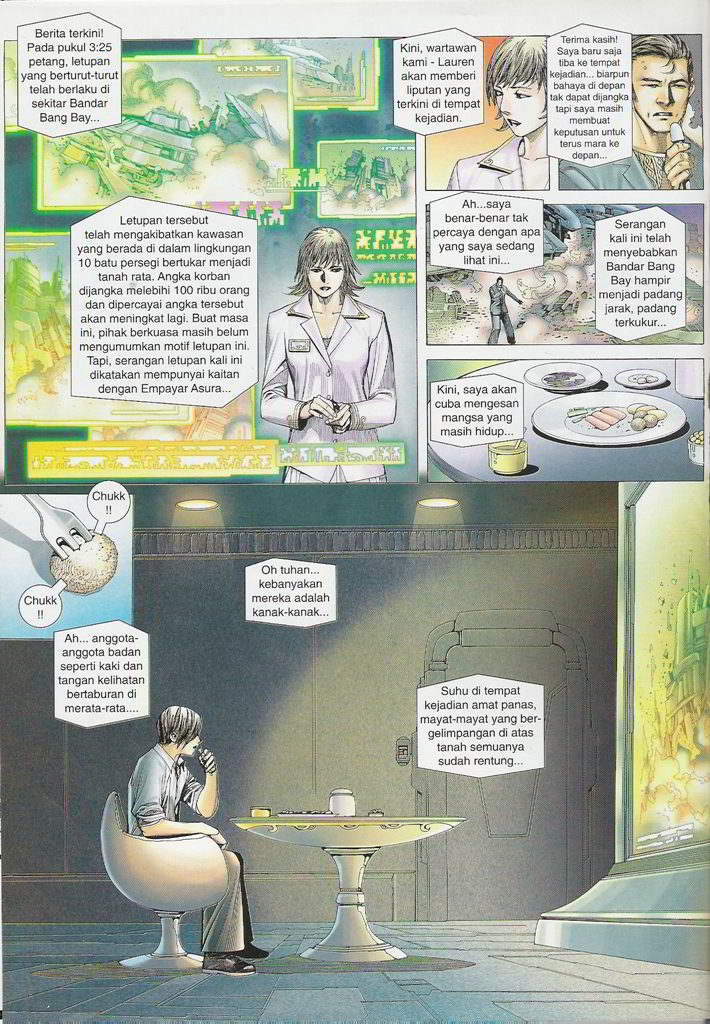 Berita terkini!
Pada pukul 3:25
petang, letupan
yang berturut-turut
telah berlaku di
sekitar Bandar
Bang Bay...
Letupan tersebut
telah mengakibatkan kawasan
yang berada di dalam lingkungan
10 batu persegi bertukar menjadi
tanah rata. Angka korban
dijangka melebihi 100 ribu orang
dan dipercayai angka tersebut
akan meningkat lagi. Buat masa
ini, pihak berkuasa masih belum
mengumumkan motif letupan ini.
Tapi, serangan letupan kali ini
dikatakan mempunyai kaitan
dengan Empayar Asura...
Kini, wartawan
kami - Lauren
akan memberi
liputan yang
terkini di tempat
kejadian.
Terima kasih!
Saya baru saja
tiba ke tempat
kejadian... biarpun
bahaya di depan
tak dapat dijangka
tapi saya masih
membuat
keputusan untuk
terus mara ke
depan...
Ah...saya
benar-benar tak
percaya dengan apa
yang saya sedang
lihat ini...
Serangan
kali ini telah
menyebabkan
Bandar Bang
Bay hampir
menjadi padang
jarak, padang
terkukur...
Kini, saya akan
cuba mengesan
mangsa yang
masih hidup...
Chukk
!!
Chukk
!!
Ah... anggota-
anggota badan
seperti kaki dan
tangan kelihatan
bertaburan di
merata-rata....
Oh tuhan...
kebanyakan
mereka adalah
kanak-kanak...
Suhu di tempat
kejadian amat panas,
mayat-mayat yang ber-
gelimpangan di atas
tanah semuanya
sudah rentung...